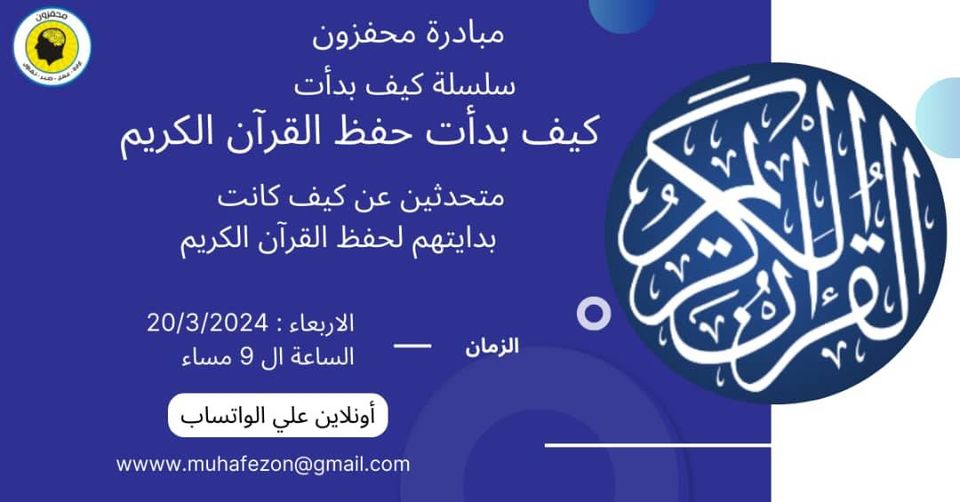 محفزون
مبادرة محفزون
سلسلة كيف بدأت
كيف بدأت حفظ القرآن الكريم
متحدثين عن كيف كانت
بدايتهم لحفظ القرآن الكريم
القرآن الكريم
الزمان
الاربعاء : 20/3/2024
الساعة ال 9 مساء
أونلاين علي الواتساب
wwww.muhafezon@gmail.com